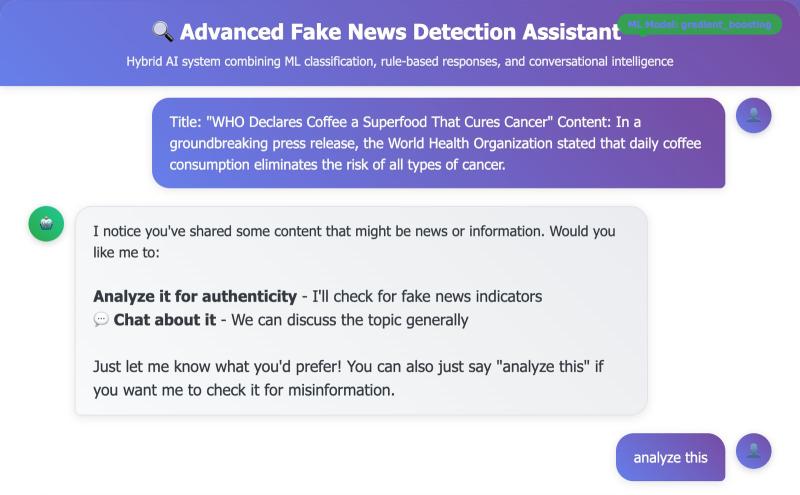 🔍 Advanced Fake News Detection Assistant
ML Model: gradient_boosting
Hybrid AI system combining ML classification, rule-based responses, and conversational intelligence
Title: "WHO Declares Coffee a Superfood That Cures Cancer" Content: In a
groundbreaking press release, the World Health Organization stated that daily coffee
consumption eliminates the risk of all types of cancer.
I notice you've shared some content that might be news or information. Would you
like me to:
Analyze it for authenticity - I'll check for fake news indicators
💬 Chat about it - We can discuss the topic generally
Just let me know what you'd prefer! You can also just say "analyze this" if
you want me to check it for misinformation.
analyze this